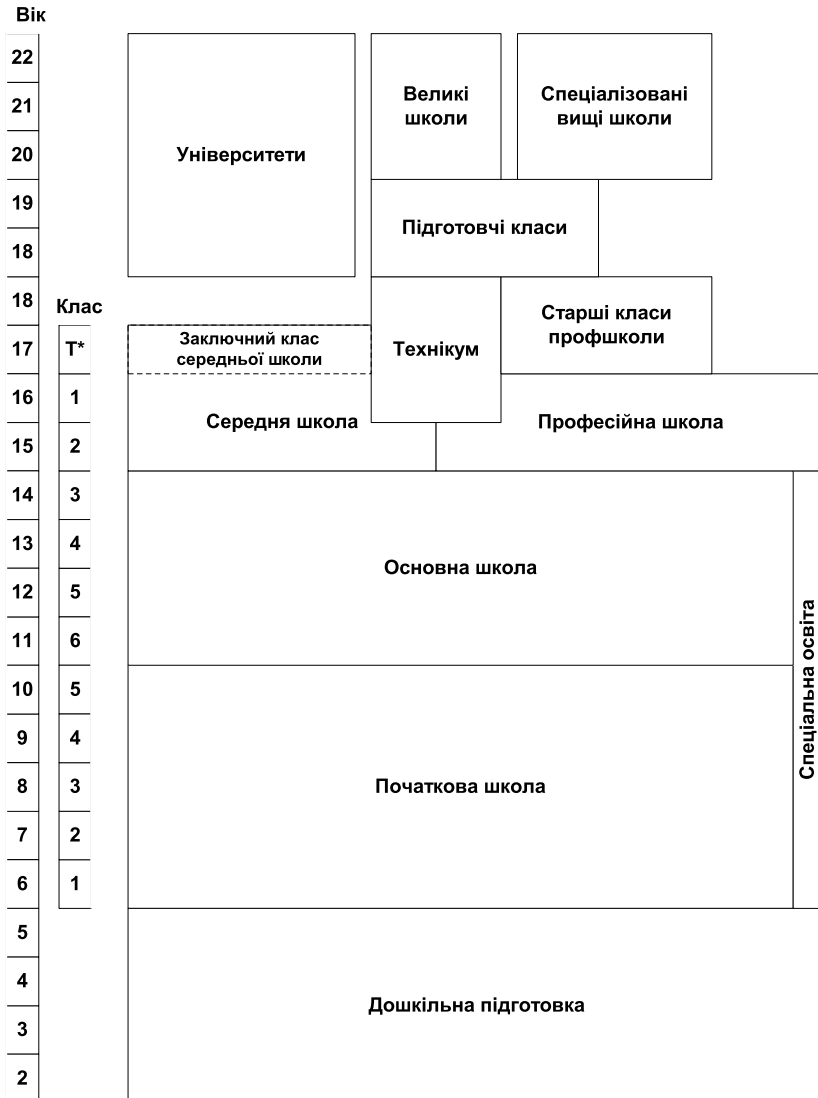 Вік
22
21
20
19
18
18
17
16
15
14
13
12
11
10
9
8
7
6
5
4
3
2
Клас
Т*
1
2
3
4
5
6
5
4
3
2
1
Університети
Великі
школи
Спеціалізовані
вищі школи
Підготовчі класи
Заключний клас
середньої школи
Технікум
Старші класи
профшколи
Середня школа
Професійна школа
Основна школа
Спеціальна освіта
Початкова школа
Дошкільна підготовка